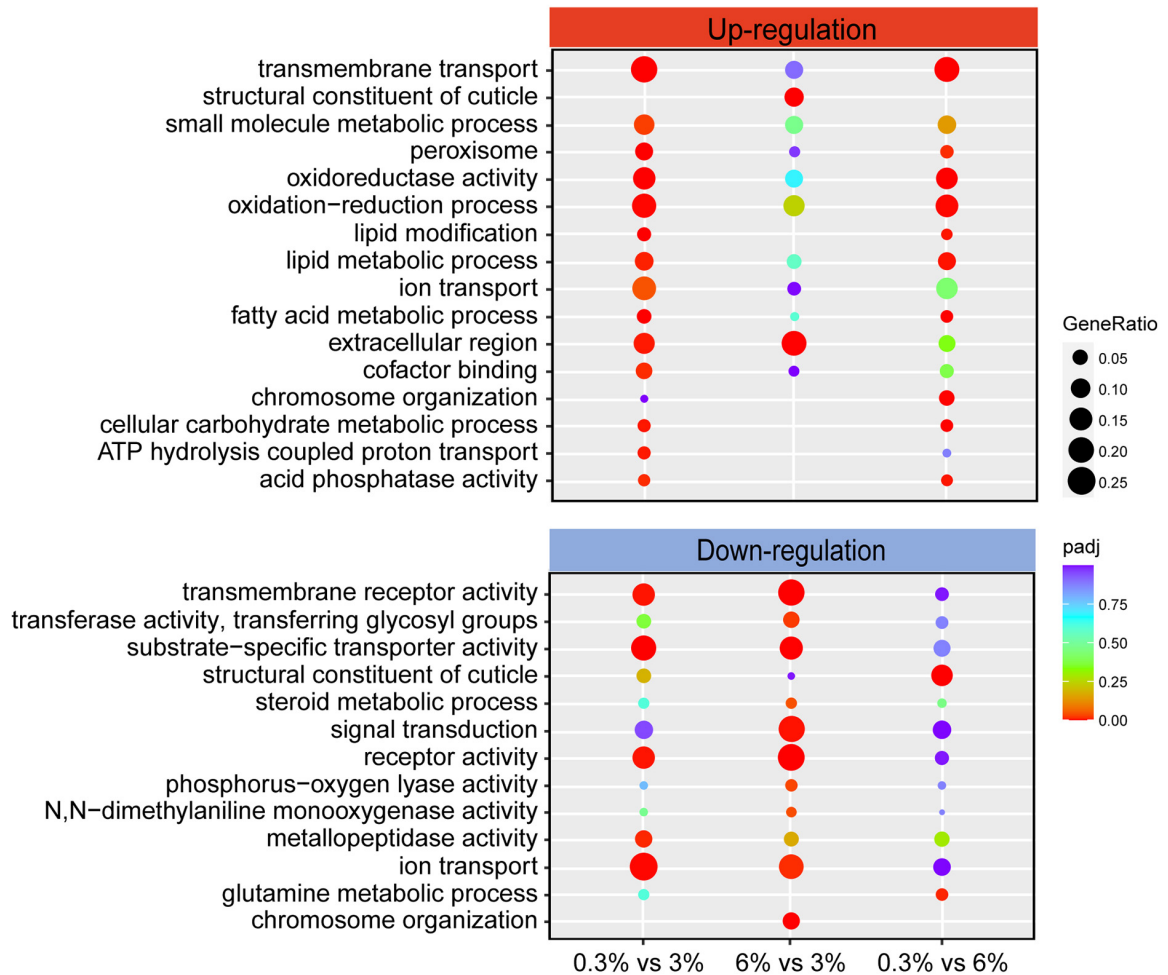 Up-regulation
transmembrane transport
structural constituent of cuticle
small molecule metabolic process
peroxisome
oxidoreductase activity
oxidation−reduction process
lipid modification
lipid metabolic process
ion transport
fatty acid metabolic process
extracellular region
cofactor binding
chromosome organization
cellular carbohydrate metabolic process
ATP hydrolysis coupled proton transport
acid phosphatase activity
GeneRatio
0.05
0.10
0.15
0.20
0.25
Down-regulation
transmembrane receptor activity
transferase activity, transferring glycosyl groups
substrate−specific transporter activity
structural constituent of cuticle
steroid metabolic process
signal transduction
receptor activity
phosphorus−oxygen lyase activity
N,N−dimethylaniline monooxygenase activity
metallopeptidase activity
ion transport
glutamine metabolic process
chromosome organization
padj
0.75
0.50
0.25
0.00
0.3% vs 3% 6% vs 3% 0.3% vs 6%